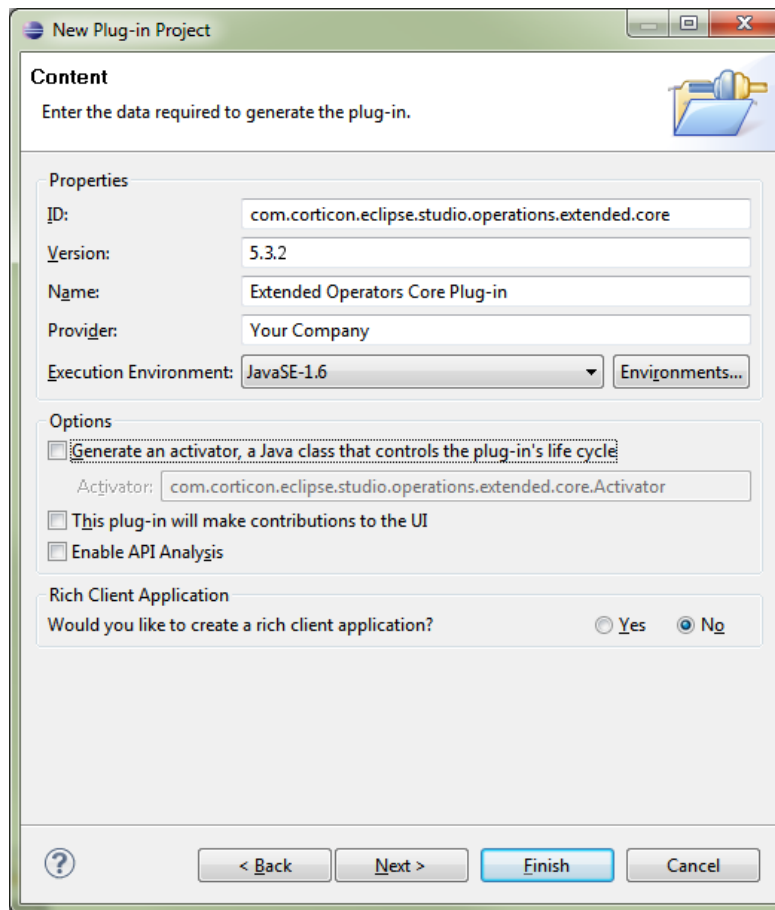 New Plug-in Project
Content
Enter the data required to generate the plug-in.
Properties
ID: com.corticon.eclipse.studio.operations.extended.core
Version: 5.3.2
Name: Extended Operators Core Plug-in
Provider: Your Company
Execution Environment: JavaSE-1.6 Environments...
Options
Generate an activator, a Java class that controls the plug-in's life cycle
Activator: com.corticon.eclipse.studio.operations.extended.core.Activator
This plug-in will make contributions to the UI
Enable API Analysis
Rich Client Application
Would you like to create a rich client application? Yes No
? < Back Next > Finish Cancel